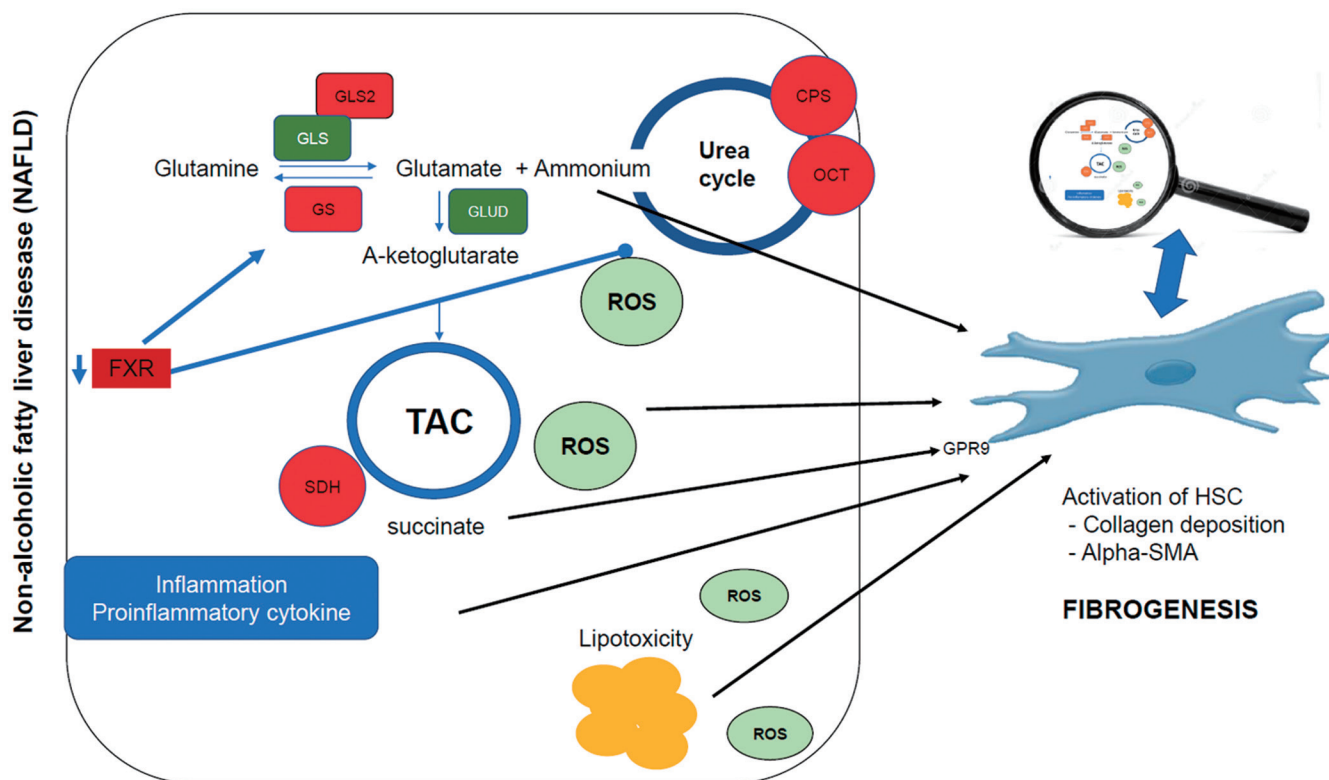 Non-alcoholic fatty liver disease (NAFLD)
GLS2
GLS
Glutamine
Glutamate + Ammonium
GS
GLUD
A-ketoglutarate
Urea
cycle
CPS
OCT
ROS
FXR
TAC
ROS
SDH
succinate
GPR9
Inflammation
Proinflammatory cytokine
Lipotoxicity
ROS
ROS
TAC
Activation of HSC
- Collagen deposition
- Alpha-SMA
FIBROGENESIS